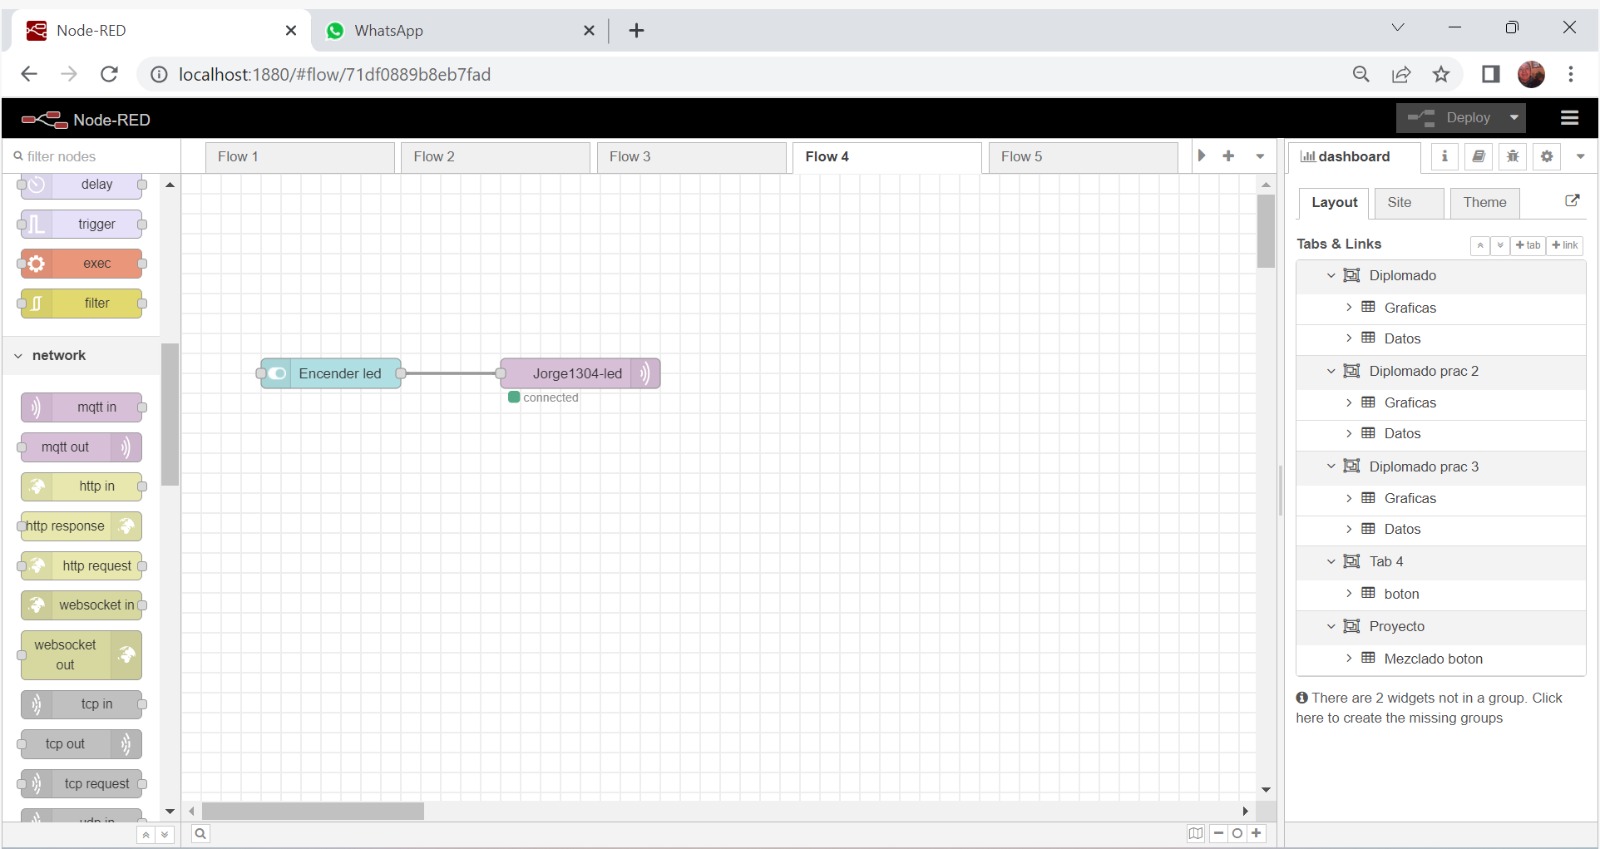 Node-RED
WhatsApp
localhost:1880/#flow/71df0889b8eb7fad
Node-RED
Deploy
filter nodes
Flow 1
Flow 2
Flow 3
Flow 4
Flow 5
dashboard
delay
trigger
exec
filter
network
mqtt in
mqtt out
http in
http response
http request
websocket in
websocket
out
tcp in
tcp out
tcp request
udp in
Encender led
Jorge1304-led
connected
Layout
Site
Theme
Tabs & Links
tab
link
Diplomado
Graficas
Datos
Diplomado prac 2
Graficas
Datos
Diplomado prac 3
Graficas
Datos
Tab 4
boton
Proyecto
Mezclado boton
There are 2 widgets not in a group. Click
here to create the missing groups